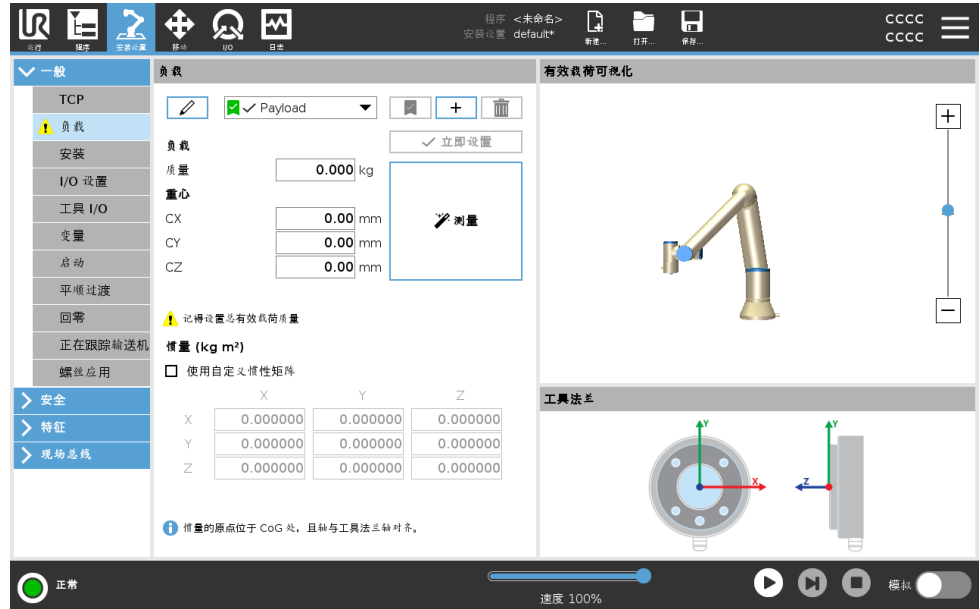 UR
运行
程序
安装设置
移动
I/O
日志
程序 <未命名>
安装设置 default*
新建...
打开...
保存...
CCCC
CCCC
一般
TCP
负载
安装
I/O 设置
工具 I/O
变量
启动
平顺过渡
回零
正在跟踪输送机
螺丝应用
安全
特征
现场总线
负载
Payload
立即设置
负载
质量 0.000 kg
重心
CX 0.00 mm
CY 0.00 mm
CZ 0.00 mm
测量
记得设置总有效载荷质量
惯量 (kg m²)
使用自定义惯性矩阵
X Y Z
X 0.000000 0.000000 0.000000
Y 0.000000 0.000000 0.000000
Z 0.000000 0.000000 0.000000
惯量的原点位于 CoG 处，且轴与工具法兰轴对齐。
有效载荷可视化
工具法兰
Y
X
Y
Z
正常
速度 100%
模拟